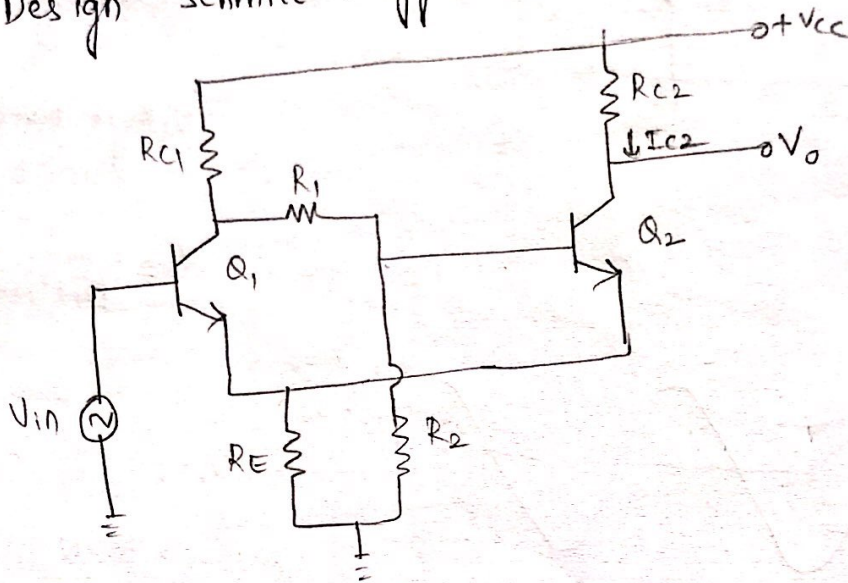 Design
+Vcc
RC2
↓IC2
Vo
RC1
R1
Q1
Q2
Vin
RE
R2